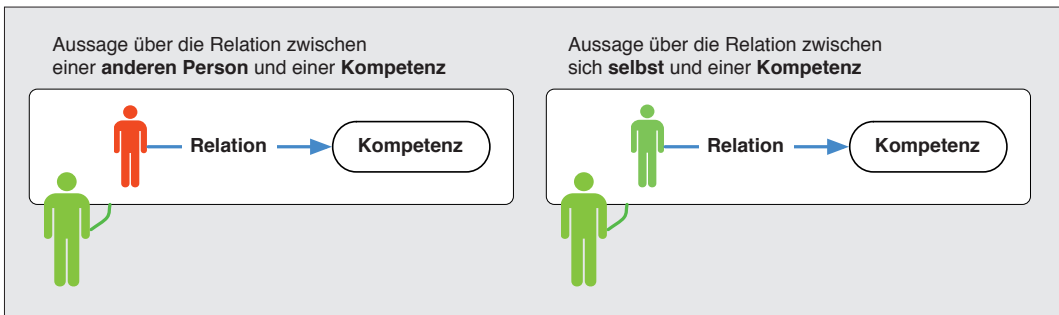 Aussage über die Relation zwischen
einer anderen Person und einer Kompetenz
Relation
Kompetenz
Aussage über die Relation zwischen
sich selbst und einer Kompetenz
Relation
Kompetenz